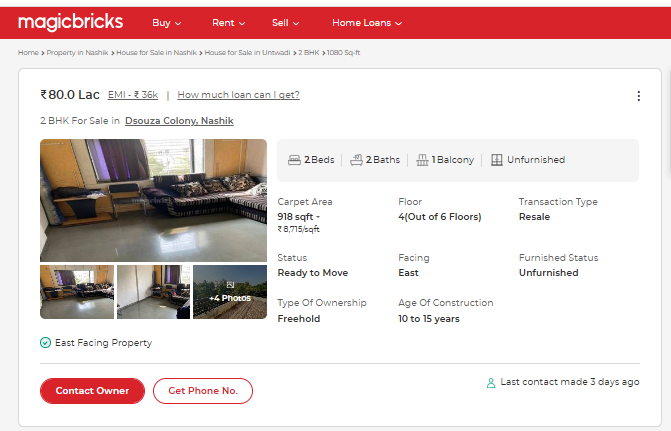 magicbricks
Buy Rent Sell Home Loans
Home > Property in Nashik > House for Sale in Nashik > House for Sale in Untwadi > 2 BHK > 1080 Sq-ft
₹80.0 Lac EMI - ₹ 36k | How much loan can I get?
2 BHK For Sale in Dsouza Colony, Nashik
2 Beds 2 Baths 1 Balcony Unfurnished
Carpet Area Floor Transaction Type
918 sqft - 4(Out of 6 Floors) Resale
₹8,715/sqft
Status Facing Furnished Status
Ready to Move East Unfurnished
+4 Photos
Type Of Ownership Age Of Construction
Freehold 10 to 15 years
East Facing Property
Contact Owner Get Phone No. Last contact made 3 days ago